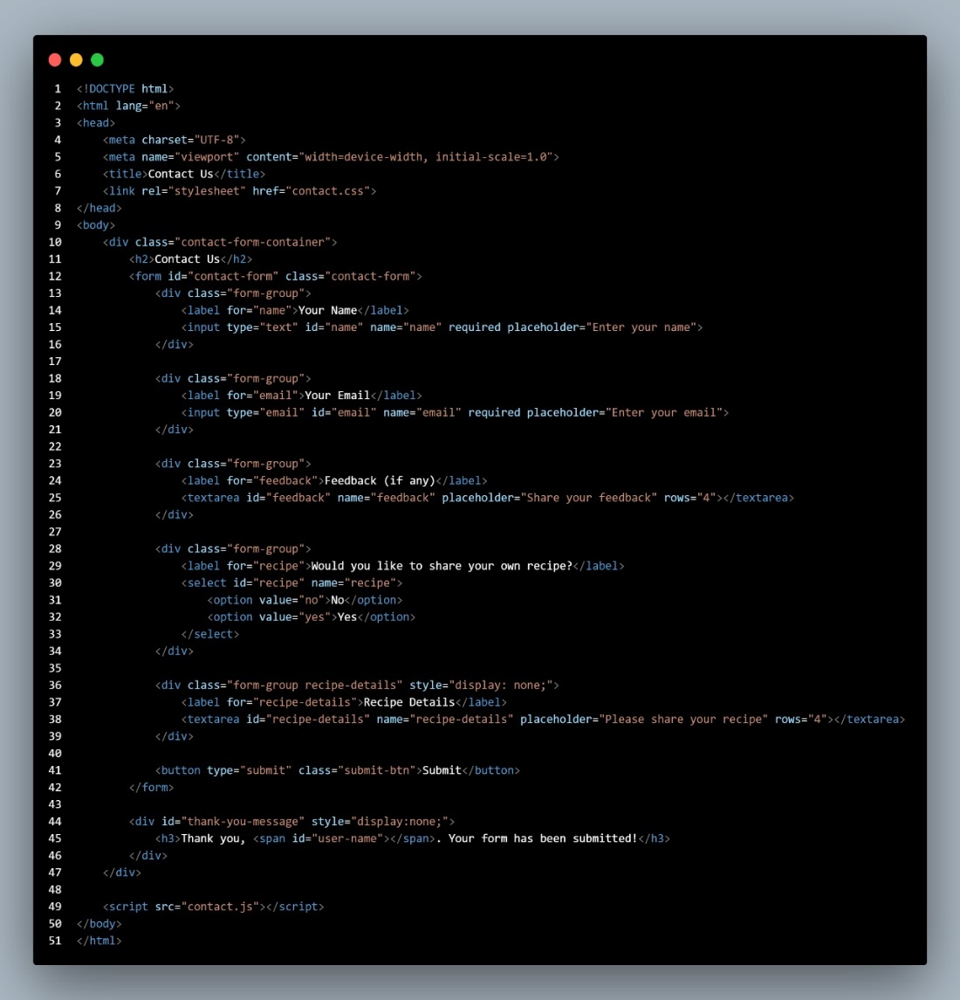 1 <!DOCTYPE html>
2 <html lang="en">
3 <head>
4     <meta charset="UTF-8">
5     <meta name="viewport" content="width=device-width, initial-scale=1.0">
6     <title>Contact Us</title>
7     <link rel="stylesheet" href="contact.css">
8 </head>
9 <body>
10     <div class="contact-form-container">
11         <h2>Contact Us</h2>
12         <form id="contact-form" class="contact-form">
13             <div class="form-group">
14                 <label for="name">Your Name</label>
15                 <input type="text" id="name" name="name" required placeholder="Enter your name">
16             </div>
17
18             <div class="form-group">
19                 <label for="email">Your Email</label>
20                 <input type="email" id="email" name="email" required placeholder="Enter your email">
21             </div>
22
23             <div class="form-group">
24                 <label for="feedback">Feedback (if any)</label>
25                 <textarea id="feedback" name="feedback" placeholder="Share your feedback" rows="4"></textarea>
26             </div>
27
28             <div class="form-group">
29                 <label for="recipe">Would you like to share your own recipe?</label>
30                 <select id="recipe" name="recipe">
31                     <option value="no">No</option>
32                     <option value="yes">Yes</option>
33                 </select>
34             </div>
35
36             <div class="form-group recipe-details" style="display: none;">
37                 <label for="recipe-details">Recipe Details</label>
38                 <textarea id="recipe-details" name="recipe-details" placeholder="Please share your recipe" rows="4"></textarea>
39             </div>
40
41             <button type="submit" class="submit-btn">Submit</button>
42         </form>
43
44         <div id="thank-you-message" style="display:none;">
45             <h3>Thank you, <span id="user-name"></span>. Your form has been submitted!</h3>
46         </div>
47     </div>
48
49     <script src="contact.js"></script>
50 </body>
51 </html>